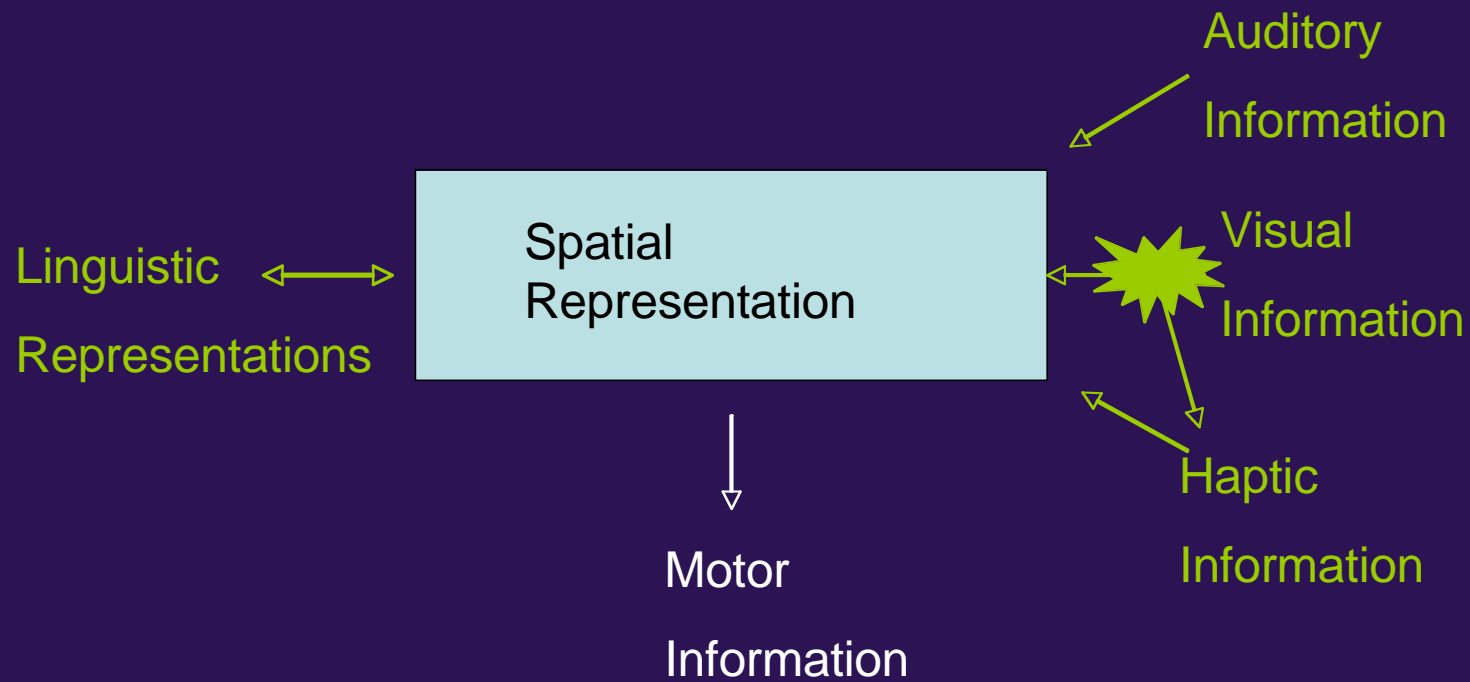 Auditory
Information
Spatial
Representation
Visual
Information
Linguistic
Representations
Haptic
Information
Motor
Information